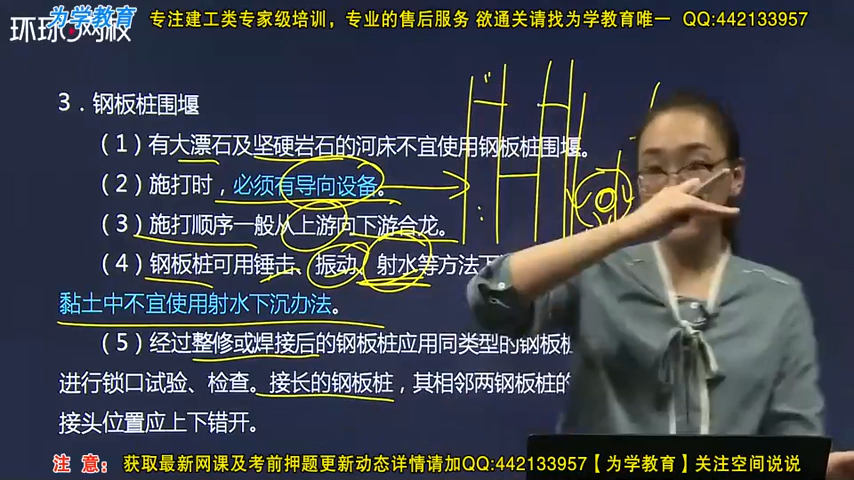 为学教育 专注建工类专家级培训，专业的售后服务 欲通关请找为学教育唯一 QQ:442133957
环球网校
3．钢板桩围堰
（1）有大漂石及坚硬岩石的河床不宜使用钢板桩围堰。
（2）施打时，必须有导向设备。
（3）施打顺序一般从上游向下游合龙。
（4）钢板桩可用锤击、振动、射水等方法下
黏土中不宜使用射水下沉办法。
（5）经过整修或焊接后的钢板桩应用同类型的钢板桩
进行锁口试验、检查。接长的钢板桩，其相邻两钢板桩的
接头位置应上下错开。
注 意： 获取最新网课及考前押题更新动态详情请加QQ:442133957【为学教育】关注空间说说